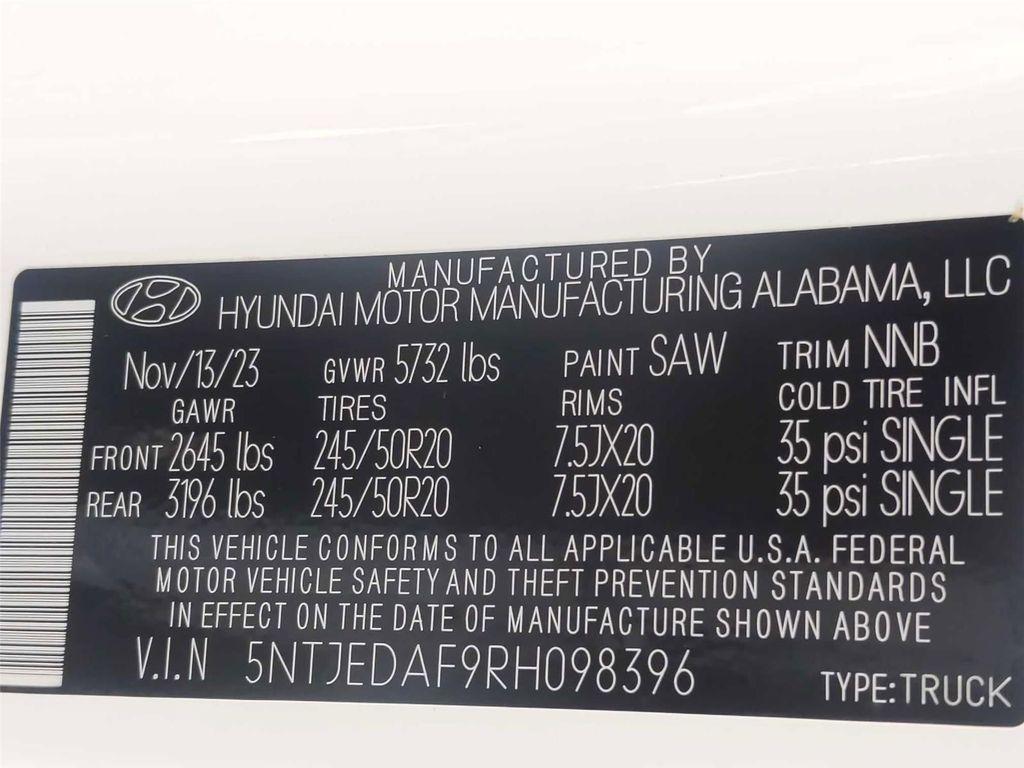 MANUFACTURED BY
HYUNDAI MOTOR MANUFACTURING ALABAMA, LLC
Nov/13/23 GVWR 5732 lbs PAINT SAW TRIM NNB
GAWR TIRES RIMS COLD TIRE INFL
FRONT 2645 lbs 245/50R20 7.5JX20 35 psi SINGLE
REAR 3196 lbs 245/50R20 7.5JX20 35 psi SINGLE
THIS VEHICLE CONFORMS TO ALL APPLICABLE U.S.A. FEDERAL
MOTOR VEHICLE SAFETY AND THEFT PREVENTION STANDARDS
IN EFFECT ON THE DATE OF MANUFACTURE SHOWN ABOVE
V.I.N 5NTJEDAF9RH098396 TYPE:TRUCK